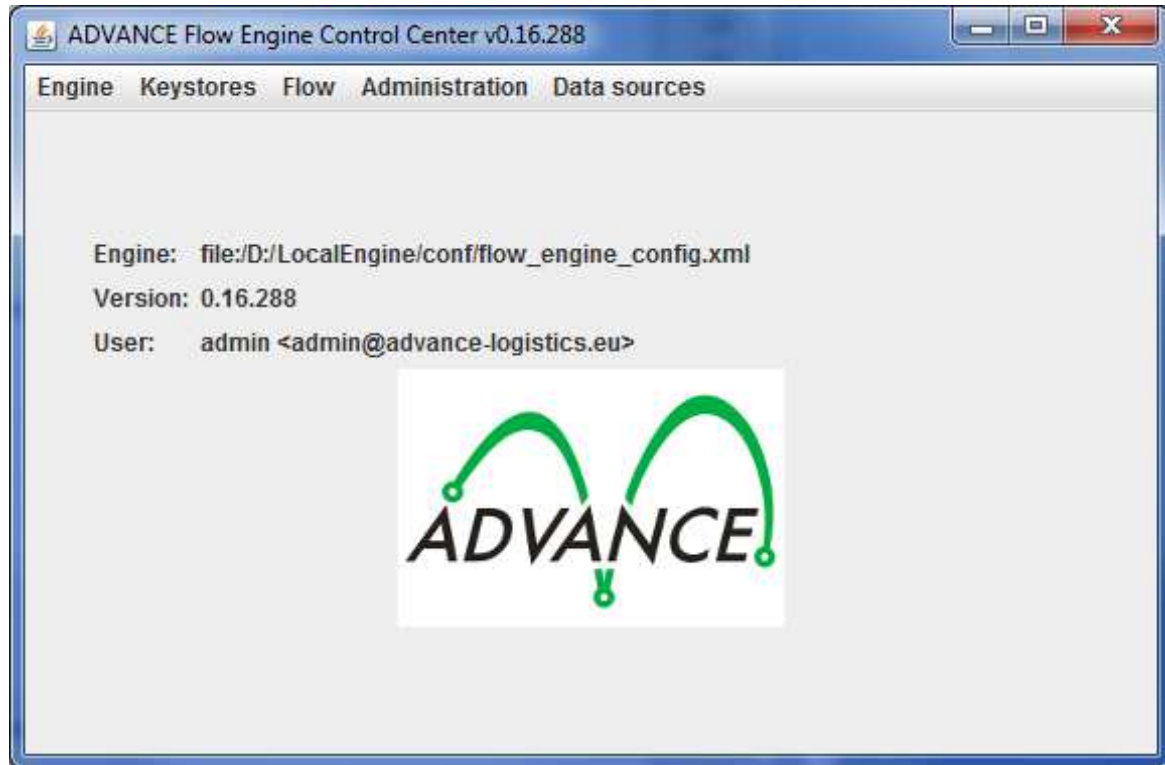 ADVANCE Flow Engine Control Center v0.16.288
Engine Keystores Flow Administration Data sources
Engine: file:/D:/LocalEngine/conf/flow_engine_config.xml
Version: 0.16.288
User: admin <admin@advance-logistics.eu>
ADVANCE